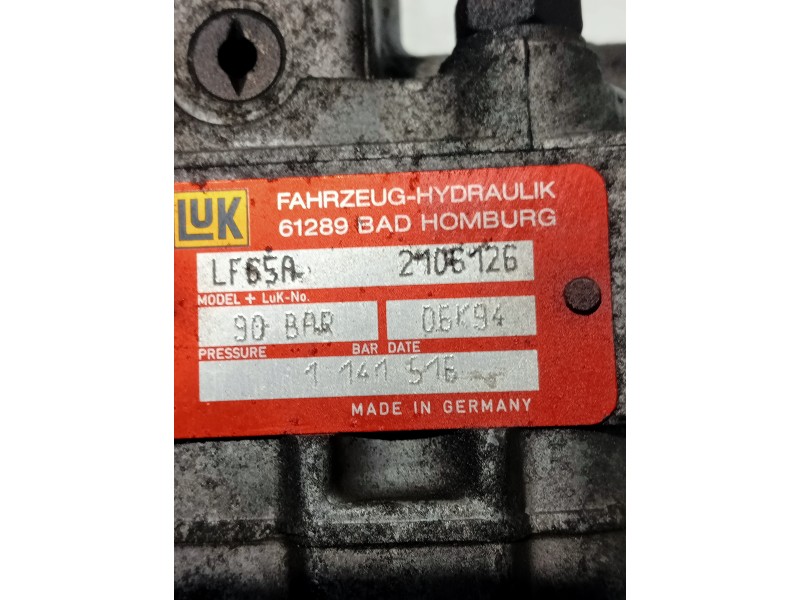 LuK
FAHRZEUG-HYDRAULIK
61289 BAD HOMBURG
LF65A 2106126
MODEL + LuK-No.
90 BAR 06K94
PRESSURE BAR DATE
1 141 516
MADE IN GERMANY